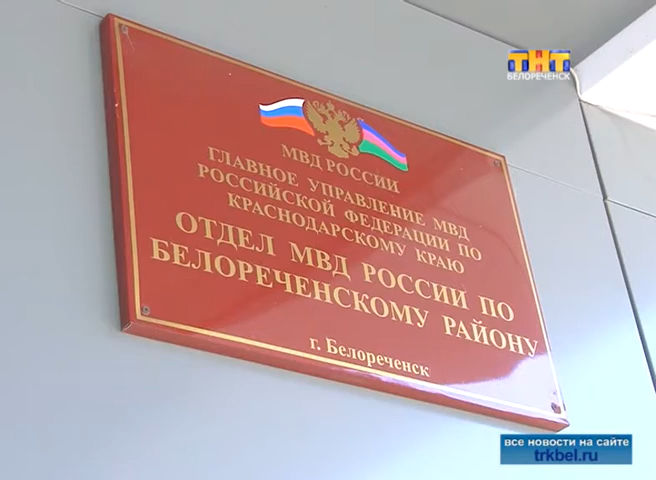 ТНТ
БЕЛОРЕЧЕНСК
МВД РОССИИ
ГЛАВНОЕ УПРАВЛЕНИЕ МВД
РОССИЙСКОЙ ФЕДЕРАЦИИ ПО
КРАСНОДАРСКОМУ КРАЮ
ОТДЕЛ МВД РОССИИ ПО
БЕЛОРЕЧЕНСКОМУ РАЙОНУ
г. Белореченск
все новости на сайте
trkbel.ru